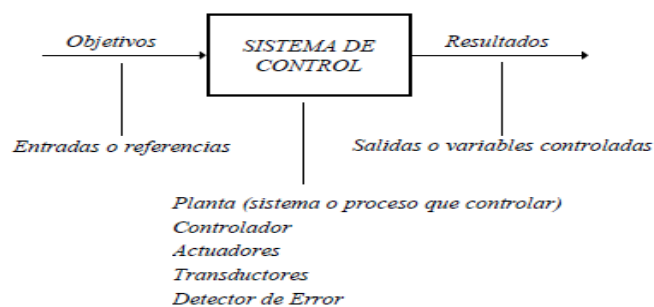 Objetivos
SISTEMA DE
CONTROL
Resultados
Entradas o referencias
Salidas o variables controladas
Planta (sistema o proceso que controlar)
Controlador
Actuadores
Transductores
Detector de Error